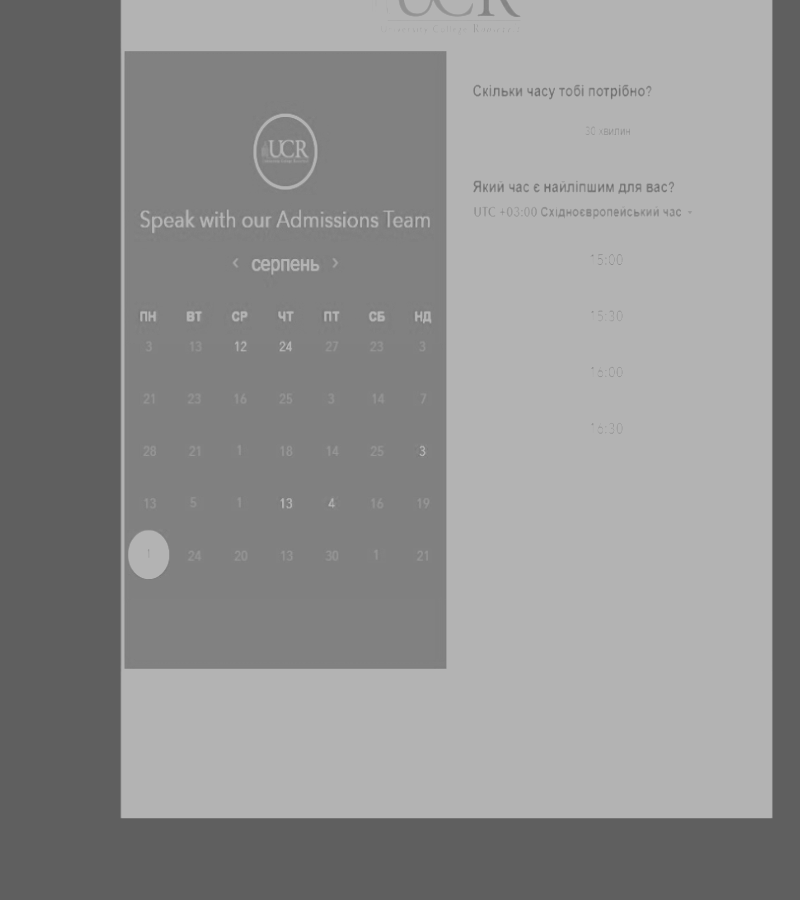 UCR
UCR
Speak with our Admissions Team
‹ серпень ›
ПН ВТ СР ЧТ ПТ СБ НД
3 13 12 24 27 23 3
21 23 16 25 3 14 7
28 21 1 18 14 25 3
13 5 1 13 4 16 19
1 24 20 13 30 1 21
Скільки часу тобі потрібно?
30 хвилин
Який час є найліпшим для вас?
UTC +03:00 Східноєвропейський час
15:00
15:30
16:00
16:30